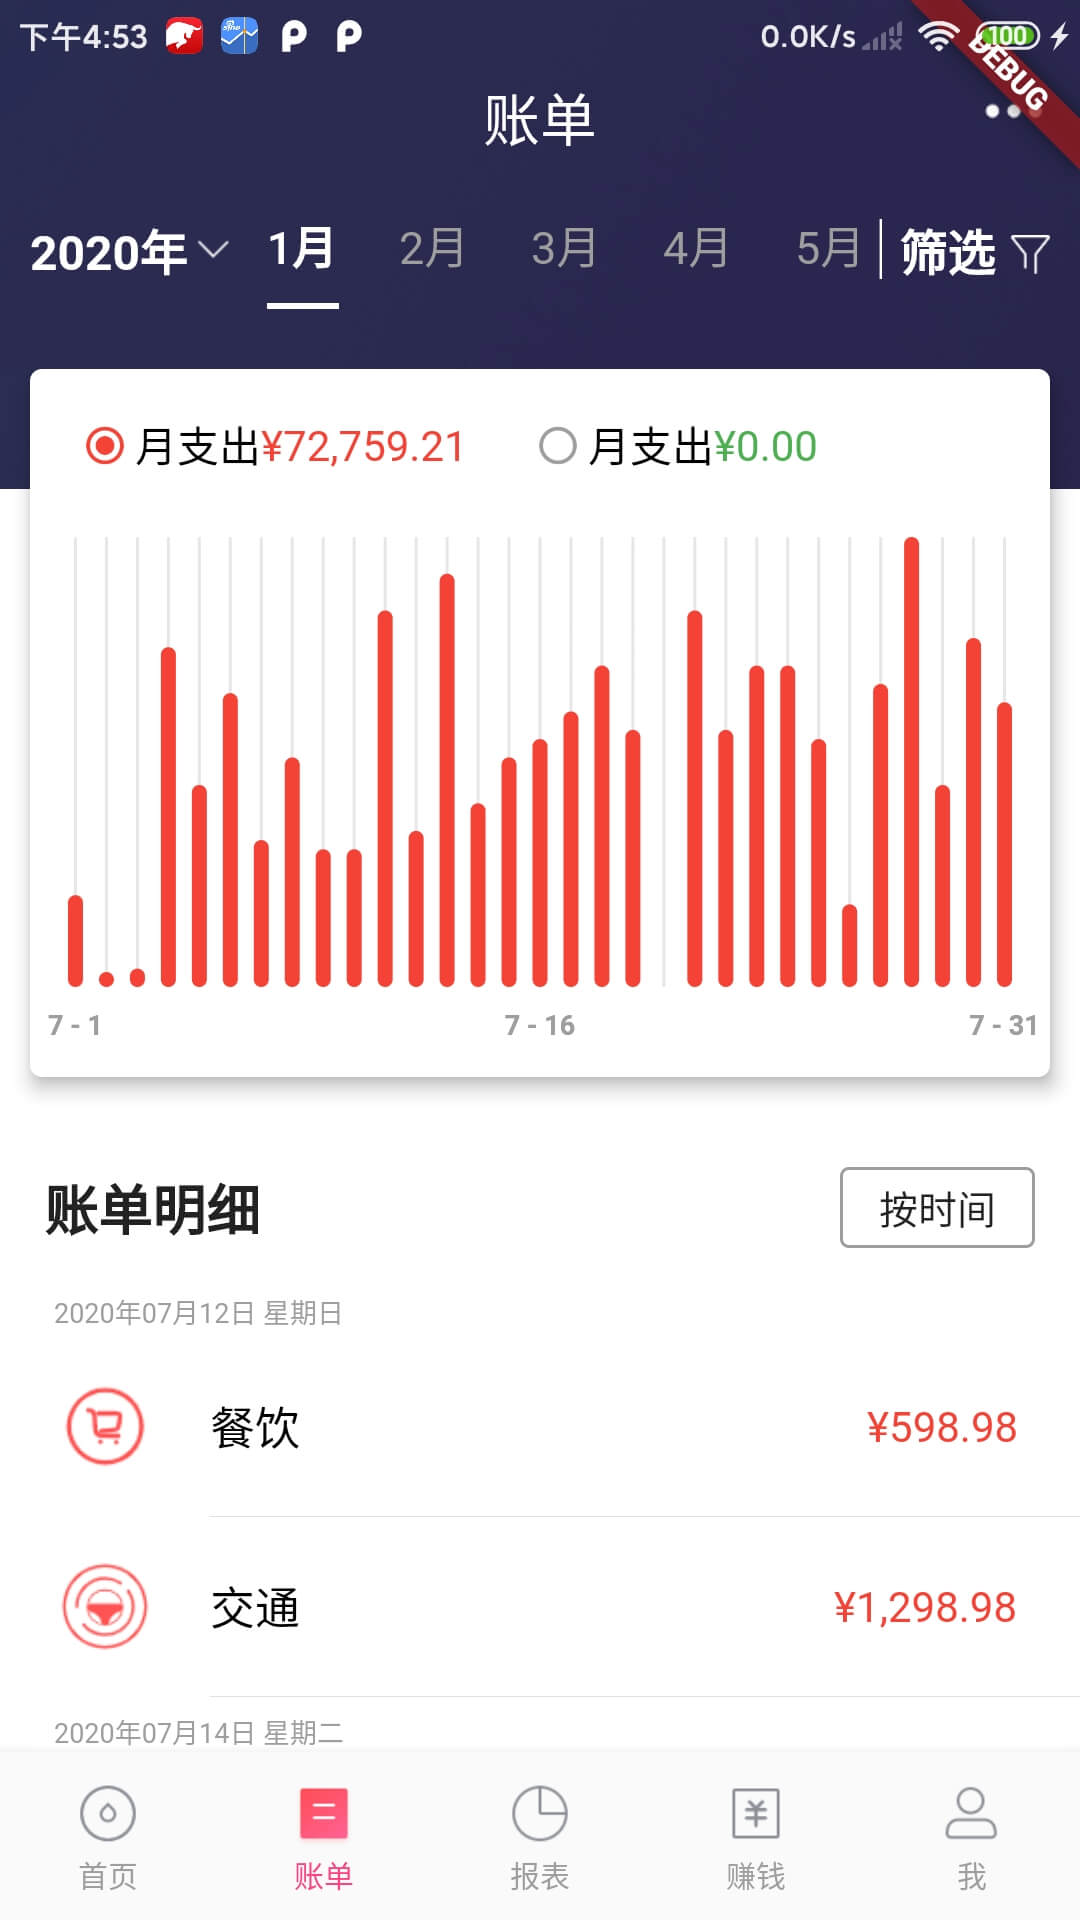 下午4:53 0.0K/s 100
DEBUG
账单
2020年 1月 2月 3月 4月 5月 筛选
月支出¥72,759.21 月支出¥0.00
7 - 1 7 - 16 7 - 31
账单明细 按时间
2020年07月12日 星期日
餐饮 ¥598.98
交通 ¥1,298.98
2020年07月14日 星期二
首页 账单 报表 赚钱 我